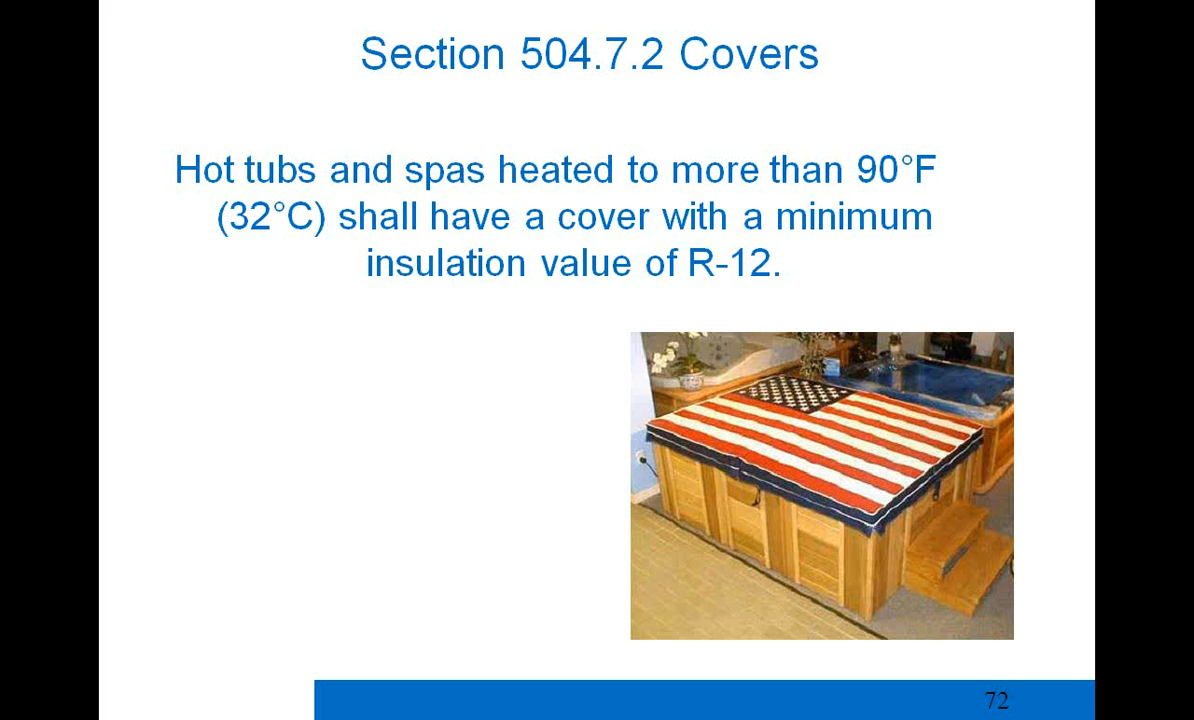 Section 504.7.2 Covers
Hot tubs and spas heated to more than 90°F
(32°C) shall have a cover with a minimum
insulation value of R-12.
72